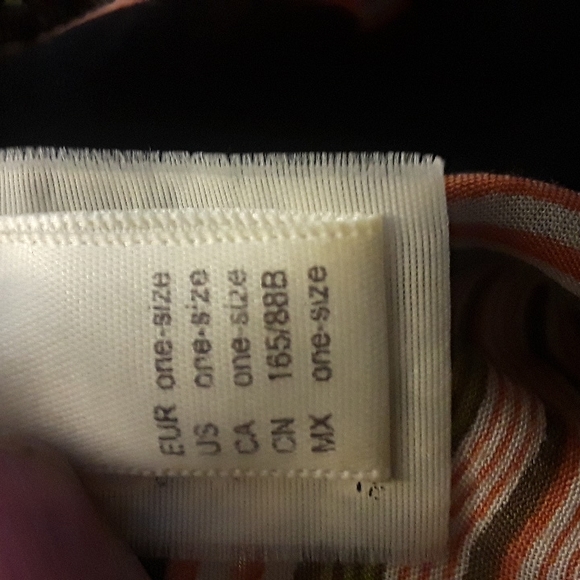 EUR one-size
US one-size
CA one-size
CN 165/88B
MX one-size